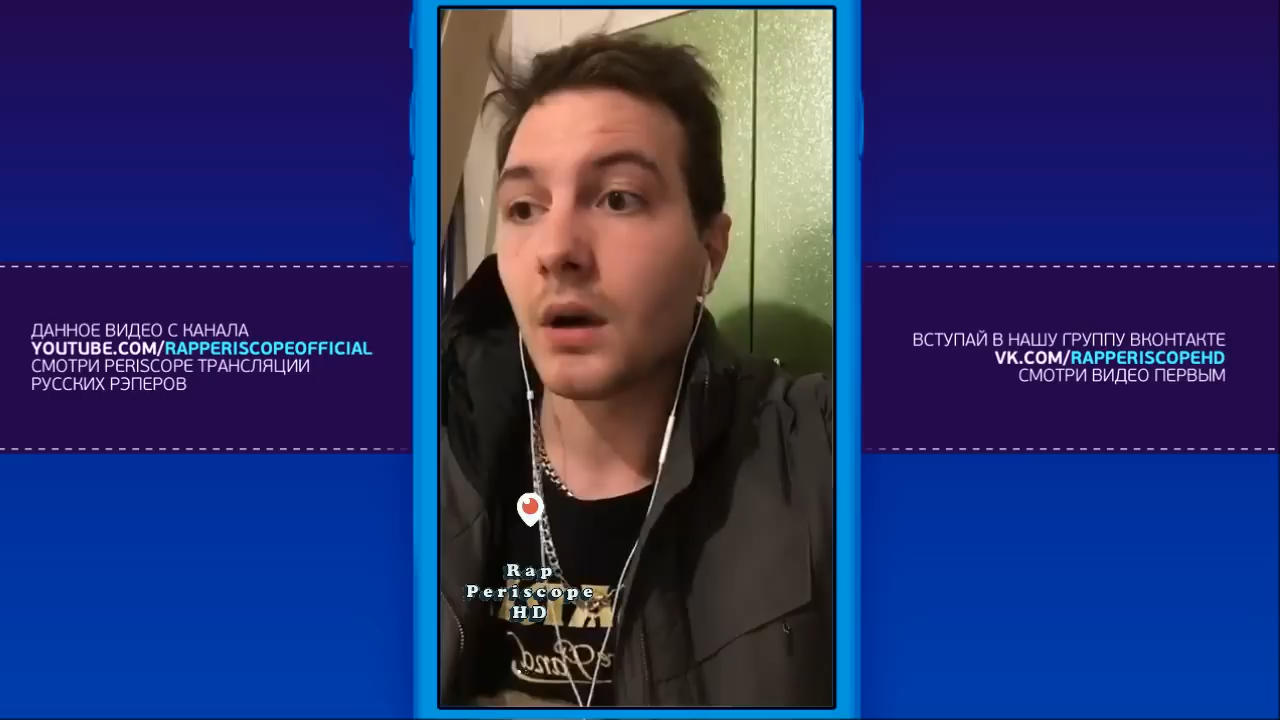 ДАННОЕ ВИДЕО С КАНАЛА
YOUTUBE.COM/RAPPERISCOPEOFFICIAL
СМОТРИ PERISCOPE ТРАНСЛЯЦИИ
РУССКИХ РЭПЕРОВ
Rap
Periscope
HD
ВСТУПАЙ В НАШУ ГРУППУ ВКОНТАКТЕ
VK.COM/RAPPERISCOPEHD
СМОТРИ ВИДЕО ПЕРВЫМ